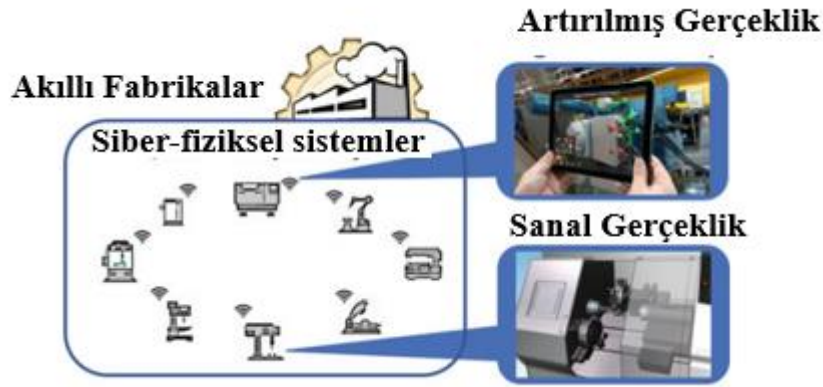 Artırılmış Gerçeklik
Akıllı Fabrikalar
Siber-fiziksel sistemler
Sanal Gerçeklik